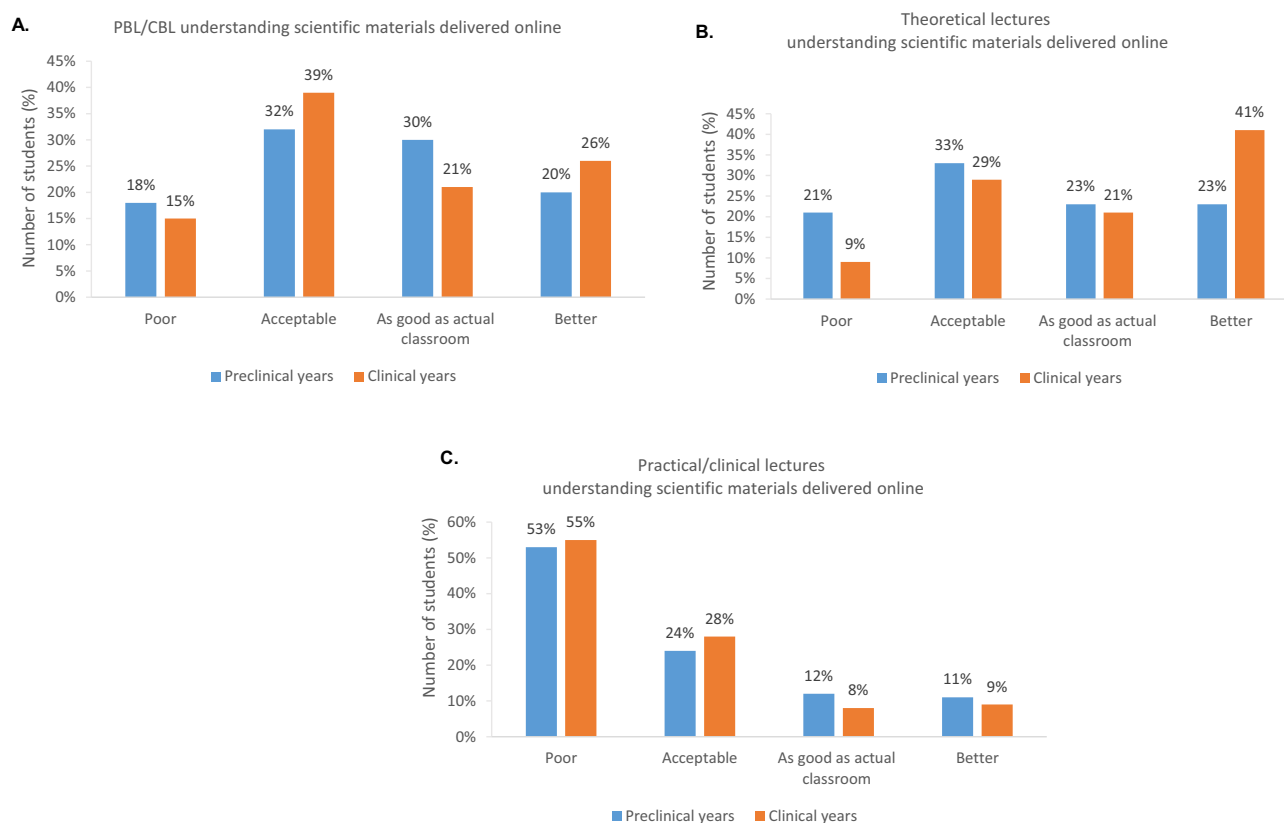 A.
PBL/CBL understanding scientific materials delivered online
Number of students (%)
45%
40%
35%
30%
25%
20%
15%
10%
5%
0%
18%
15%
32%
39%
30%
21%
20%
26%
Poor
Acceptable
As good as actual
classroom
Better
Preclinical years
Clinical years
B.
Theoretical lectures
understanding scientific materials delivered online
Number of students (%)
45%
40%
35%
30%
25%
20%
15%
10%
5%
0%
21%
9%
33%
29%
23%
21%
23%
41%
Poor
Acceptable
As good as actual
classroom
Better
Preclinical years
Clinical years
C.
Practical/clinical lectures
understanding scientific materials delivered online
Number of students (%)
60%
50%
40%
30%
20%
10%
0%
53%
55%
24%
28%
12%
8%
11%
9%
Poor
Acceptable
As good as actual
classroom
Better
Preclinical years
Clinical years